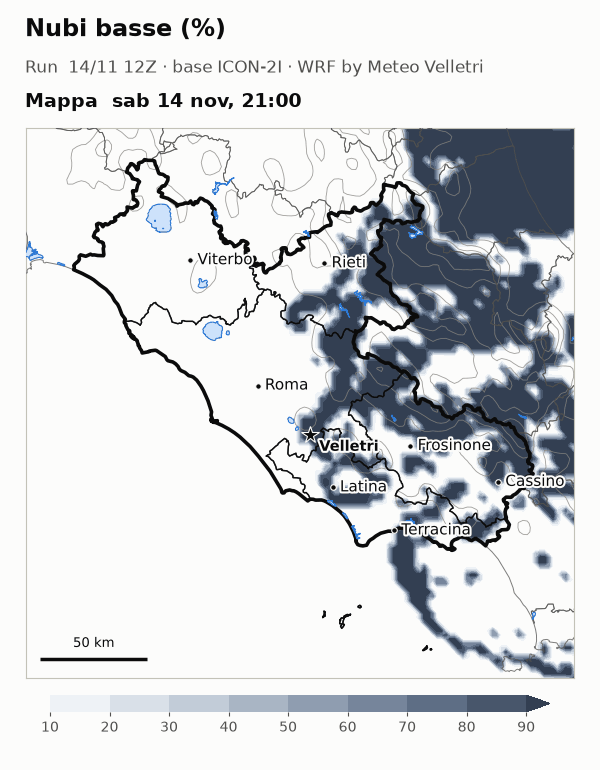 Nubi basse (%)
Run  14/11 12Z · base ICON-2I · WRF by Meteo Velletri
Mappa  sab 14 nov, 21:00
Viterbo
Rieti
Roma
Velletri
Frosinone
Latina
Cassino
Terracina
50 km
10 20 30 40 50 60 70 80 90